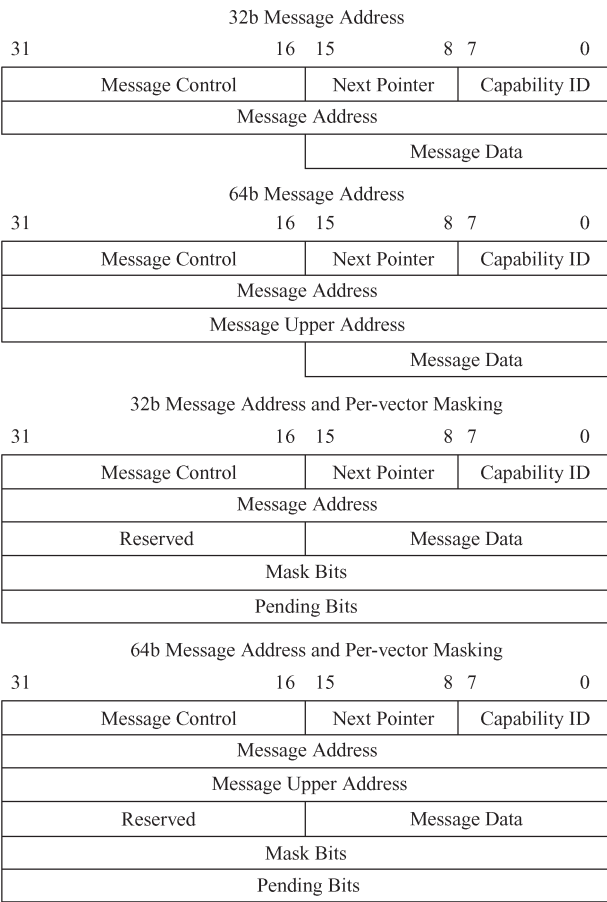 32b Message Address
31 16 15 8 7 0
Message Control Next Pointer Capability ID
Message Address
Message Data
64b Message Address
31 16 15 8 7 0
Message Control Next Pointer Capability ID
Message Address
Message Upper Address
Message Data
32b Message Address and Per-vector Masking
31 16 15 8 7 0
Message Control Next Pointer Capability ID
Message Address
Reserved Message Data
Mask Bits
Pending Bits
64b Message Address and Per-vector Masking
31 16 15 8 7 0
Message Control Next Pointer Capability ID
Message Address
Message Upper Address
Reserved Message Data
Mask Bits
Pending Bits